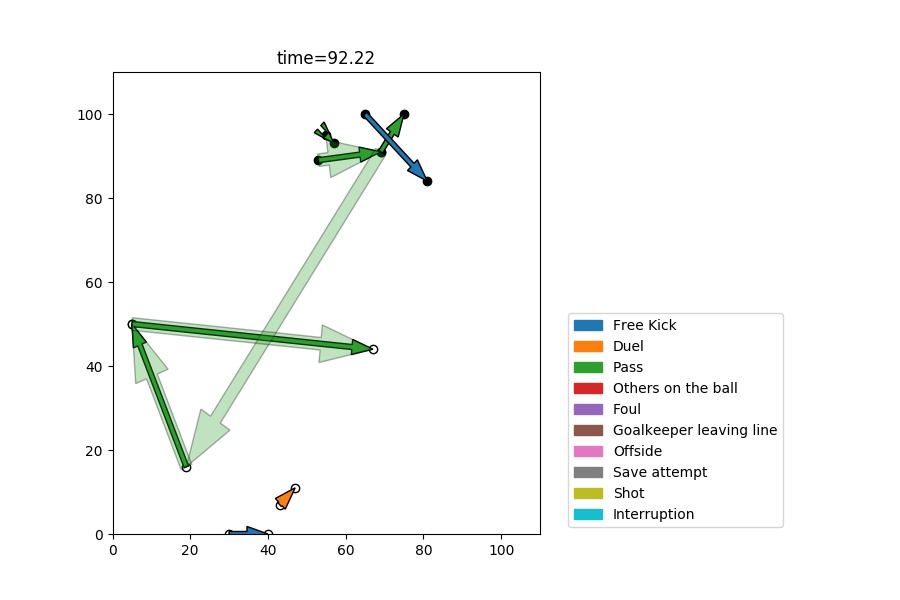 time=92.22
100
80
60
40
20
0
0 20 40 60 80 100
Free Kick
Duel
Pass
Others on the ball
Foul
Goalkeeper leaving line
Offside
Save attempt
Shot
Interruption